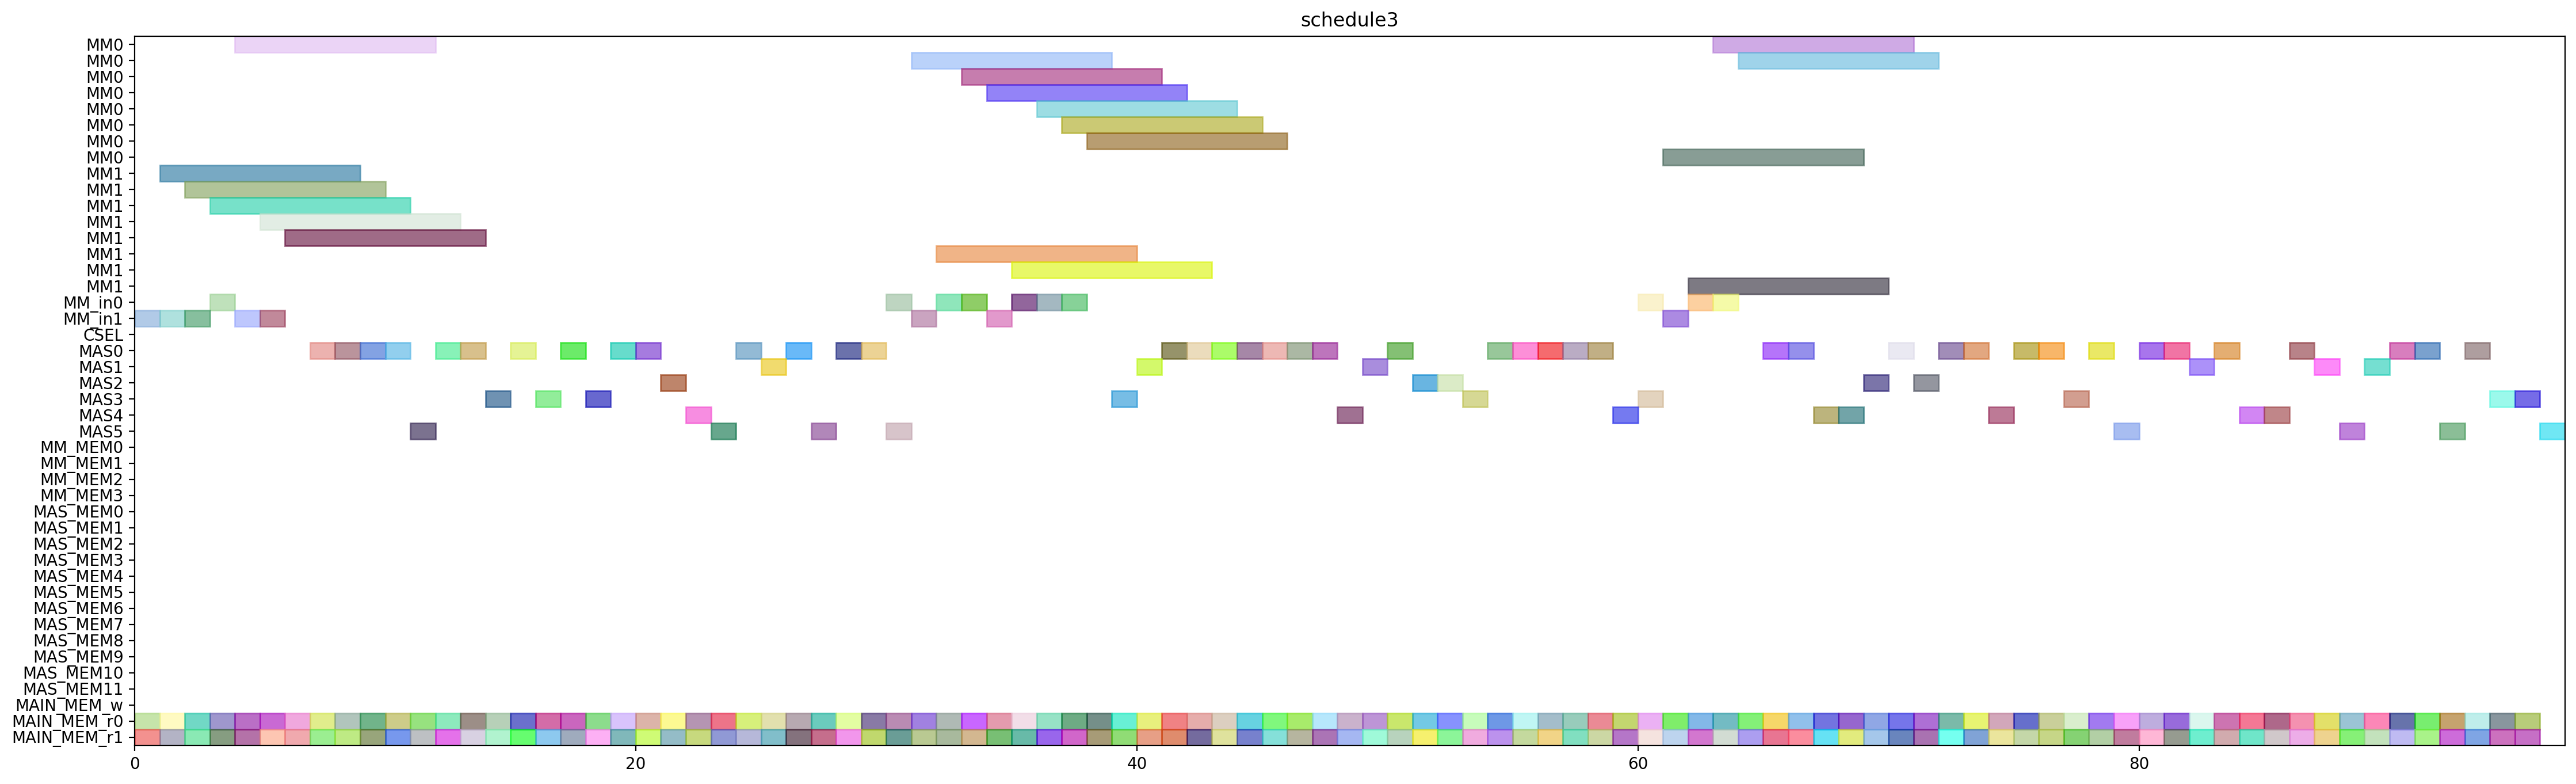 schedule3
MM0
MM0
MM0
MM0
MM0
MM0
MM0
MM0
MM1
MM1
MM1
MM1
MM1
MM1
MM1
MM1
MM_in0
MM_in1
CSEL
MAS0
MAS1
MAS2
MAS3
MAS4
MAS5
MM_MEM0
MM_MEM1
MM_MEM2
MM_MEM3
MAS_MEM0
MAS_MEM1
MAS_MEM2
MAS_MEM3
MAS_MEM4
MAS_MEM5
MAS_MEM6
MAS_MEM7
MAS_MEM8
MAS_MEM9
MAS_MEM10
MAS_MEM11
MAIN_MEM_w
MAIN_MEM_r0
MAIN_MEM_r1
0 20 40 60 80